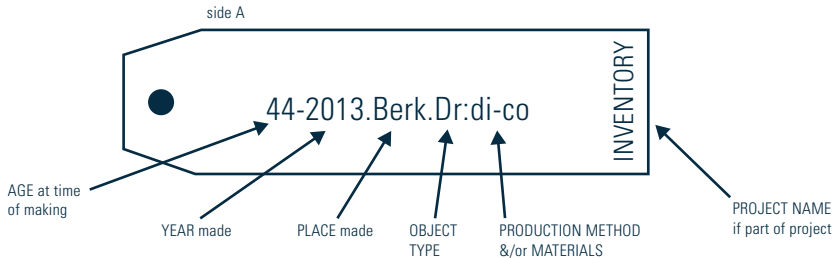 side A
44-2013.Berk.Dr:di-co
INVENTORY
AGE at time
of making
YEAR made
PLACE made
OBJECT
TYPE
PRODUCTION METHOD
&/or MATERIALS
PROJECT NAME
if part of project